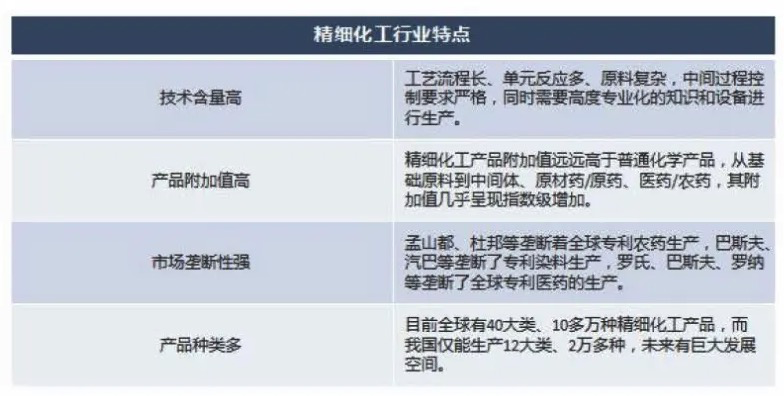 精细化工行业特点
技术含量高
工艺流程长、单元反应多、原料复杂，中间过程控
制要求严格，同时需要高度专业化的知识和设备进
行生产。
产品附加值高
精细化工产品附加值远远高于普通化学产品，从基
础原料到中间体、原材药/原药、医药/农药，其附
加值几乎呈现指数级增加。
市场垄断性强
孟山都、杜邦等垄断着全球专利农药生产，巴斯夫、
汽巴等垄断了专利染料生产，罗氏、巴斯夫、罗纳
等垄断了全球专利医药的生产。
产品种类多
目前全球有40大类、10多万种精细化工产品，而
我国仅能生产12大类、2万多种，未来有巨大发展
空间。